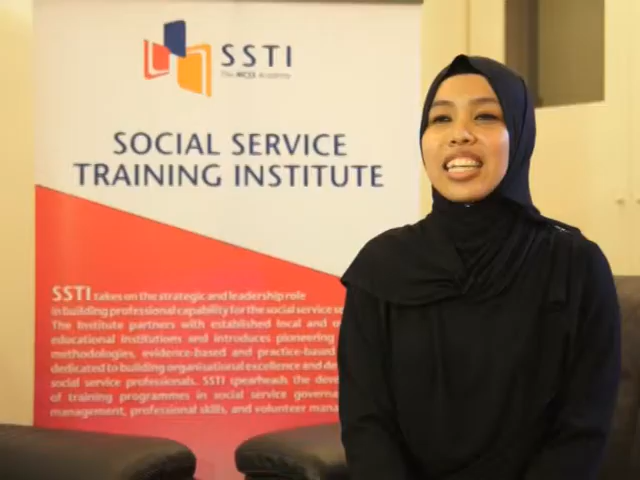 SSTI
The NCSS Academy
SOCIAL SERVICE
TRAINING INSTITUTE
SSTI takes on the strategic and leadership role
in building professional capability for the social service
The Institute partners with established local and
educational institutions and introduces pioneering
methodologies, evidence-based and practice-based
dedicated to building organisational excellence and
social service professionals. SSTI spearheads the
of training programmes in social service
management, professional skills, and volunteer